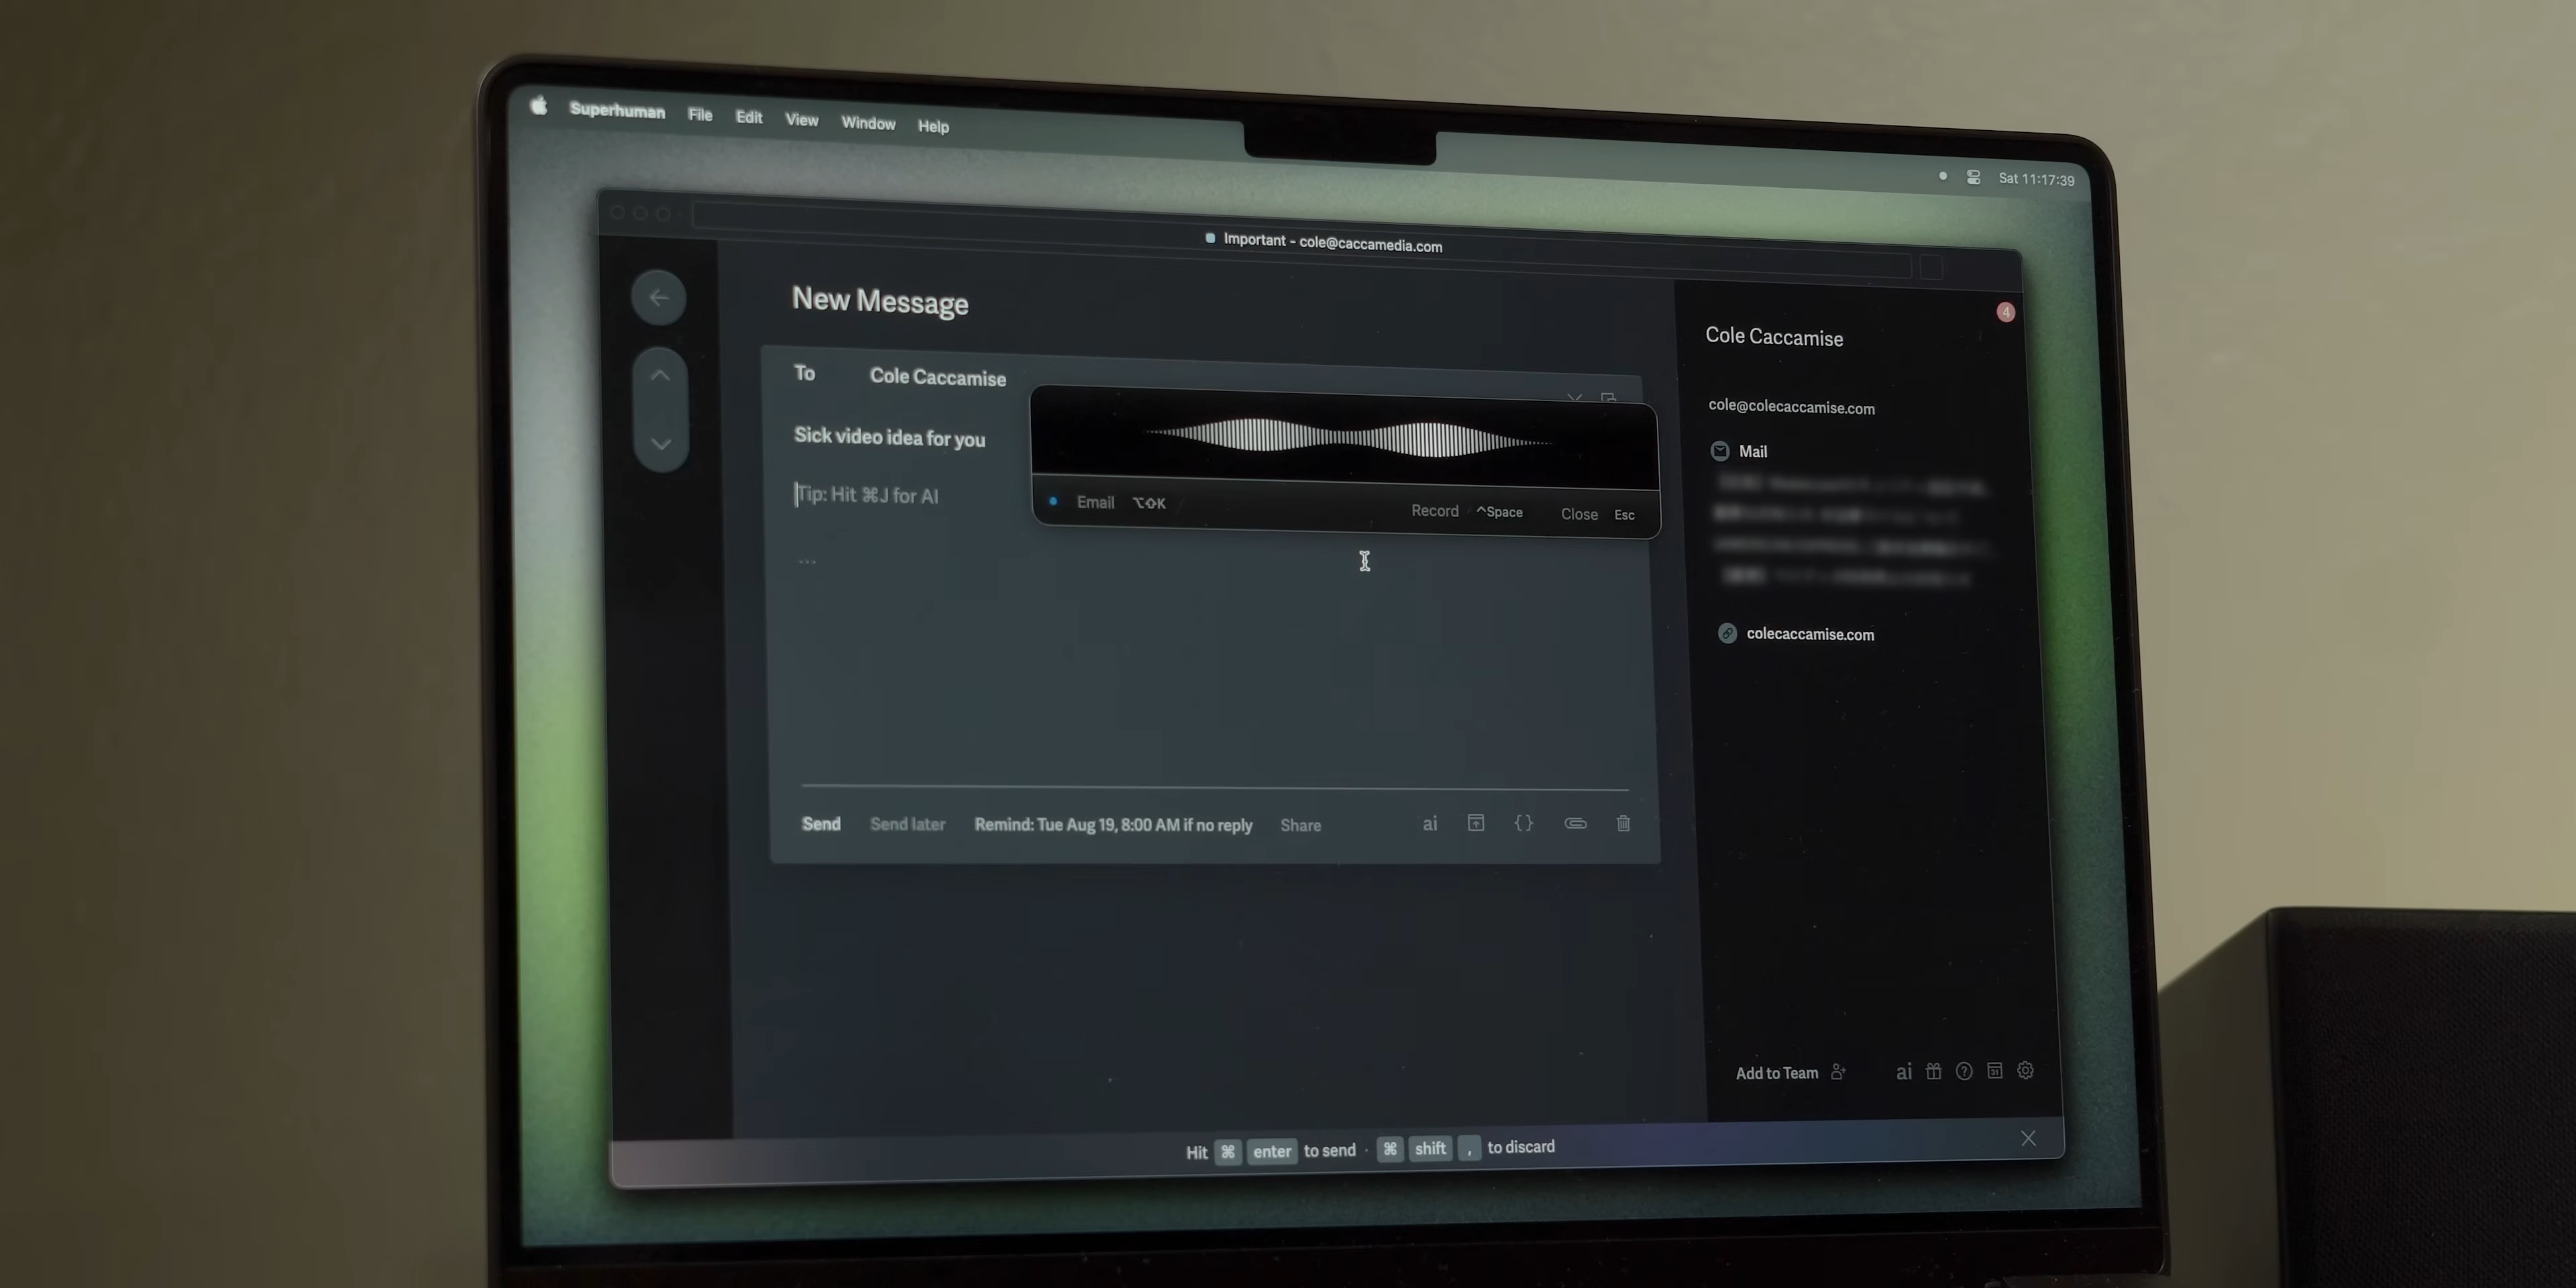 Superhuman File Edit View Window Help
Sat 11:17:39
Important - cole@caccamedia.com
New Message
To Cole Caccamise
Sick video idea for you
Tip: Hit ⌘J for AI
...
Email ⌥⇧K Record ^Space Close Esc
Send Send later Remind: Tue Aug 19, 8:00 AM if no reply Share ai {}
4
Cole Caccamise
cole@colecaccamise.com
Mail
colecaccamise.com
Add to Team ai ? 31
Hit ⌘ enter to send · ⌘ shift , to discard